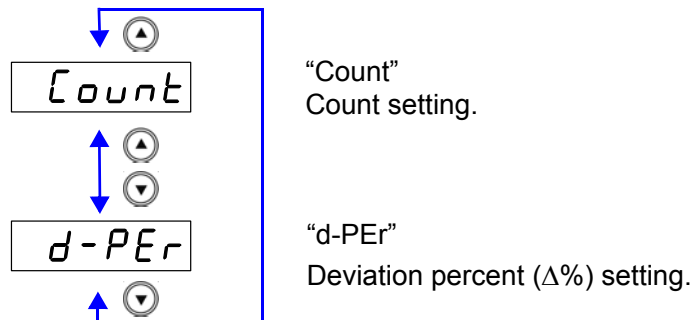 Count
“Count”
Count setting.
d-PEr
“d-PEr”
Deviation percent (Δ%) setting.